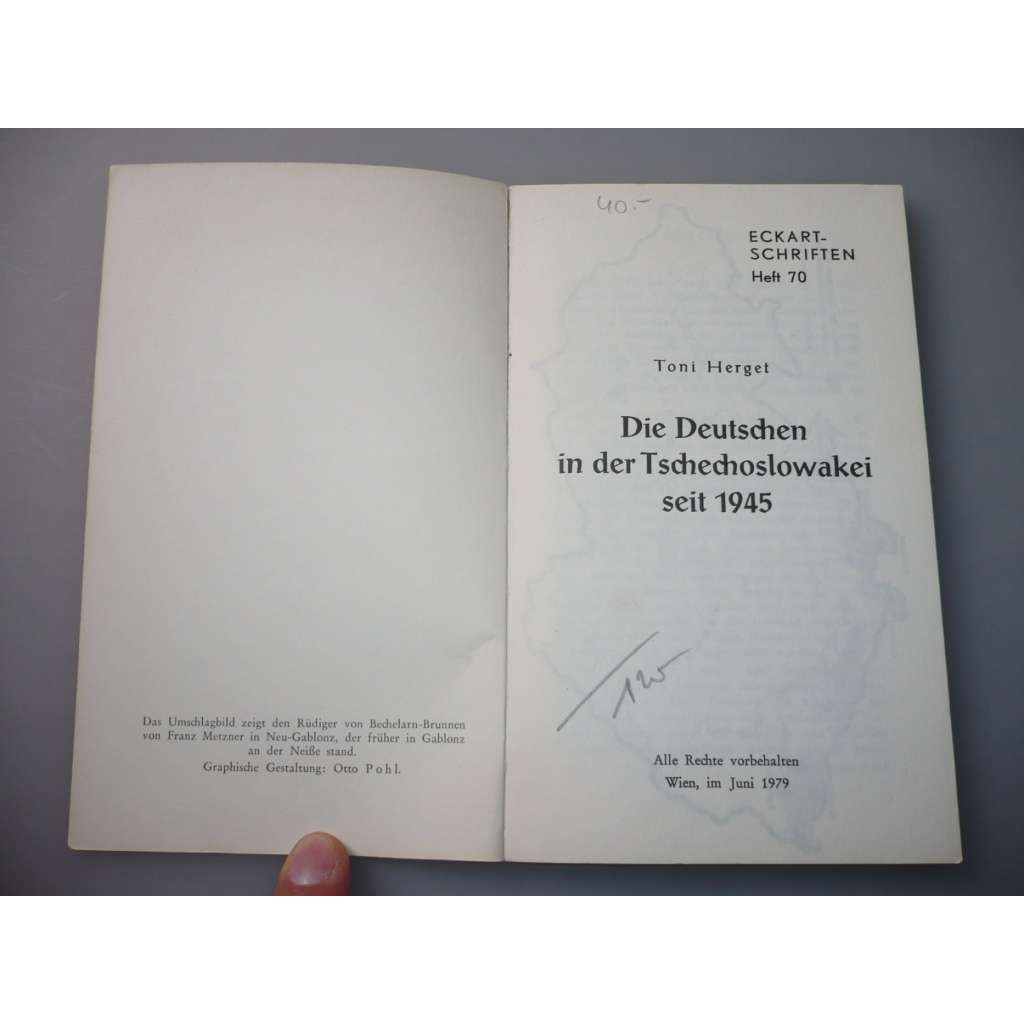 Das Umschlagbild zeigt den Rüdiger von Bechelarn-Brunnen
von Franz Metzner in Neu-Gablonz, der früher in Gablonz
an der Neiße stand.
Graphische Gestaltung: Otto Pohl.
40.-
ECKART-
SCHRIFTEN
Heft 70
Toni Herget
Die Deutschen
in der Tschechoslowakei
seit 1945
Alle Rechte vorbehalten
Wien, im Juni 1979